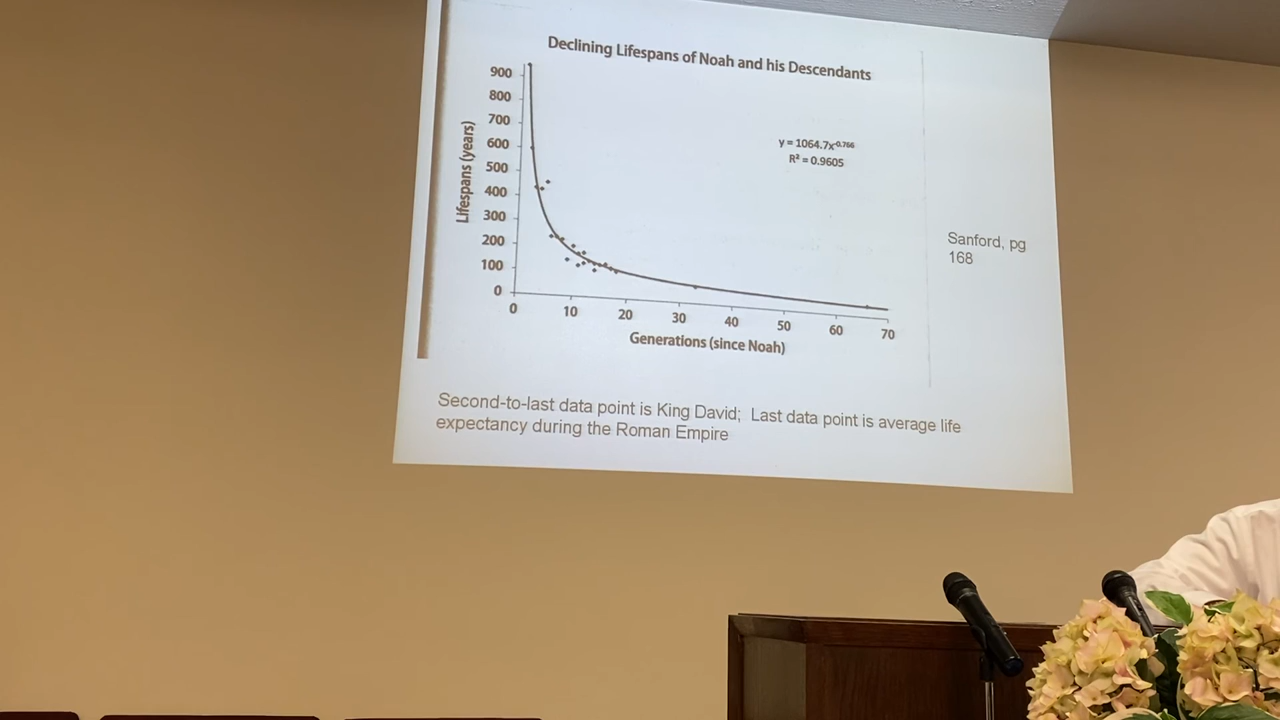 Declining Lifespans of Noah and his Descendants
Lifespans (years)
900
800
700
600
500
400
300
200
100
0
y = 1064.7x^-0.766
R² = 0.9605
0 10 20 30 40 50 60 70
Generations (since Noah)
Sanford, pg
168
Second-to-last data point is King David; Last data point is average life
expectancy during the Roman Empire